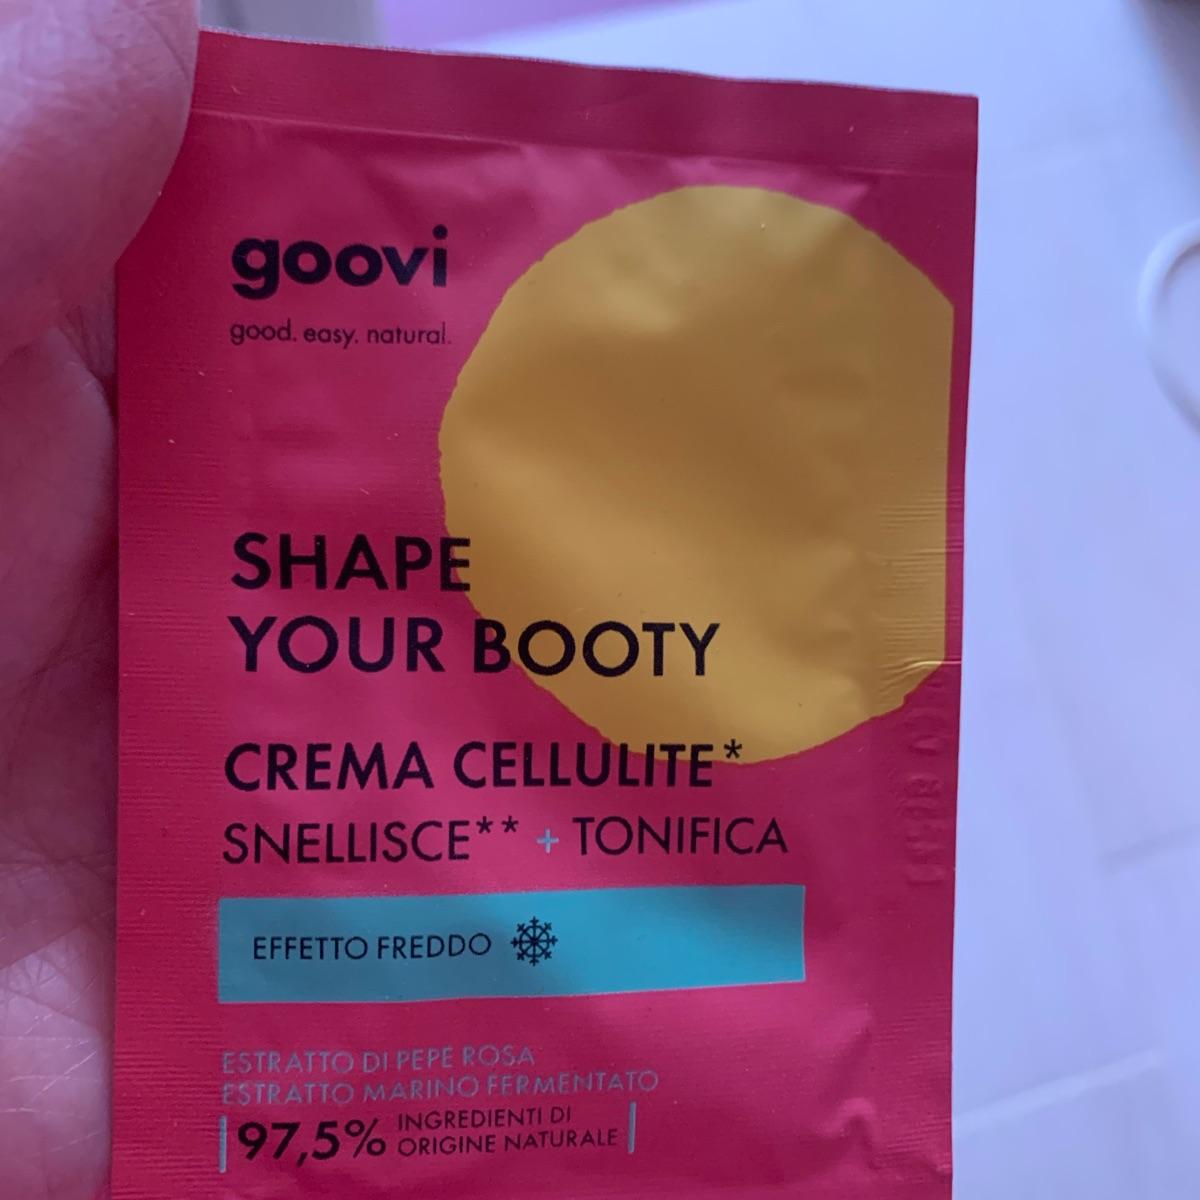 goovi
good. easy. natural.
SHAPE
YOUR BOOTY
CREMA CELLULITE*
SNELLISCE** + TONIFICA
EFFETTO FREDDO
ESTRATTO DI PEPE ROSA
ESTRATTO MARINO FERMENTATO
97,5% INGREDIENTI DI
ORIGINE NATURALE